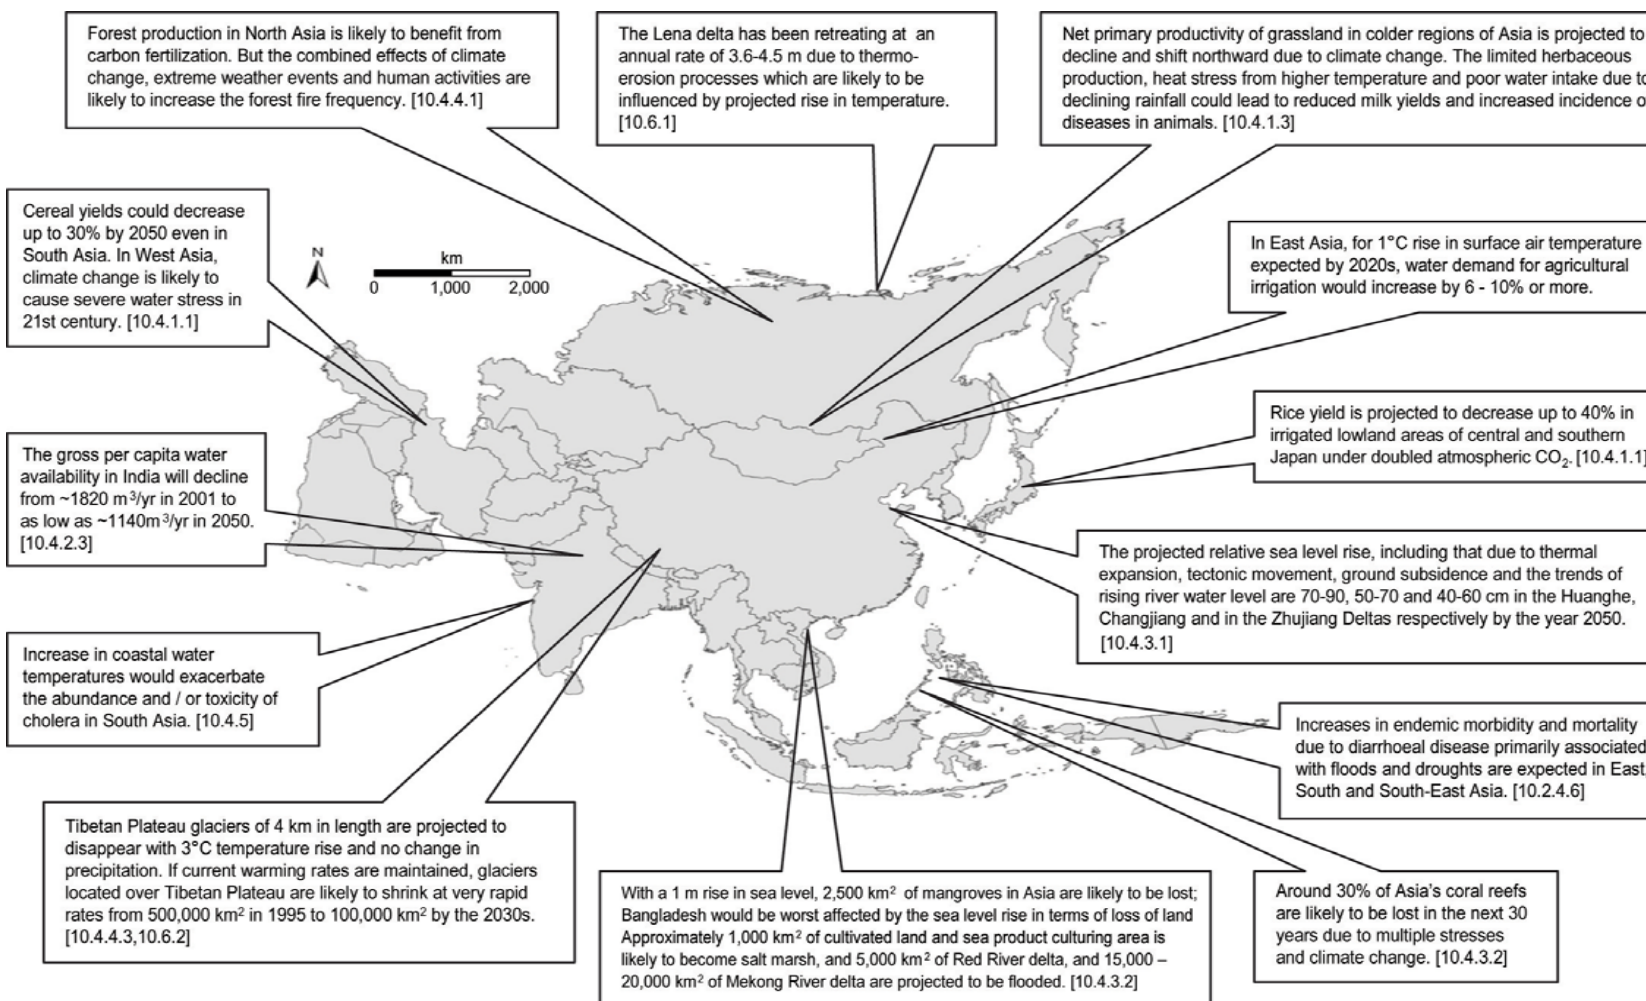 Forest production in North Asia is likely to benefit from
carbon fertilization. But the combined effects of climate
change, extreme weather events and human activities are
likely to increase the forest fire frequency. [10.4.4.1]
The Lena delta has been retreating at an
annual rate of 3.6-4.5 m due to thermo-
erosion processes which are likely to be
influenced by projected rise in temperature.
[10.6.1]
Net primary productivity of grassland in colder regions of Asia is projected to
decline and shift northward due to climate change. The limited herbaceous
production, heat stress from higher temperature and poor water intake due to
declining rainfall could lead to reduced milk yields and increased incidence o
diseases in animals. [10.4.1.3]
Cereal yields could decrease
up to 30% by 2050 even in
South Asia. In West Asia,
climate change is likely to
cause severe water stress in
21st century. [10.4.1.1]
N
km
0 1,000 2,000
In East Asia, for 1°C rise in surface air temperature
expected by 2020s, water demand for agricultural
irrigation would increase by 6 - 10% or more.
Rice yield is projected to decrease up to 40% in
irrigated lowland areas of central and southern
Japan under doubled atmospheric CO₂. [10.4.1.1]
The gross per capita water
availability in India will decline
from ~1820 m³/yr in 2001 to
as low as ~1140m³/yr in 2050.
[10.4.2.3]
The projected relative sea level rise, including that due to thermal
expansion, tectonic movement, ground subsidence and the trends of
rising river water level are 70-90, 50-70 and 40-60 cm in the Huanghe,
Changjiang and in the Zhujiang Deltas respectively by the year 2050.
[10.4.3.1]
Increase in coastal water
temperatures would exacerbate
the abundance and / or toxicity of
cholera in South Asia. [10.4.5]
Increases in endemic morbidity and mortality
due to diarrhoeal disease primarily associated
with floods and droughts are expected in East,
South and South-East Asia. [10.2.4.6]
Tibetan Plateau glaciers of 4 km in length are projected to
disappear with 3°C temperature rise and no change in
precipitation. If current warming rates are maintained, glaciers
located over Tibetan Plateau are likely to shrink at very rapid
rates from 500,000 km² in 1995 to 100,000 km² by the 2030s.
[10.4.4.3,10.6.2]
With a 1 m rise in sea level, 2,500 km² of mangroves in Asia are likely to be lost;
Bangladesh would be worst affected by the sea level rise in terms of loss of land
Approximately 1,000 km² of cultivated land and sea product culturing area is
likely to become salt marsh, and 5,000 km² of Red River delta, and 15,000 –
20,000 km² of Mekong River delta are projected to be flooded. [10.4.3.2]
Around 30% of Asia's coral reefs
are likely to be lost in the next 30
years due to multiple stresses
and climate change. [10.4.3.2]